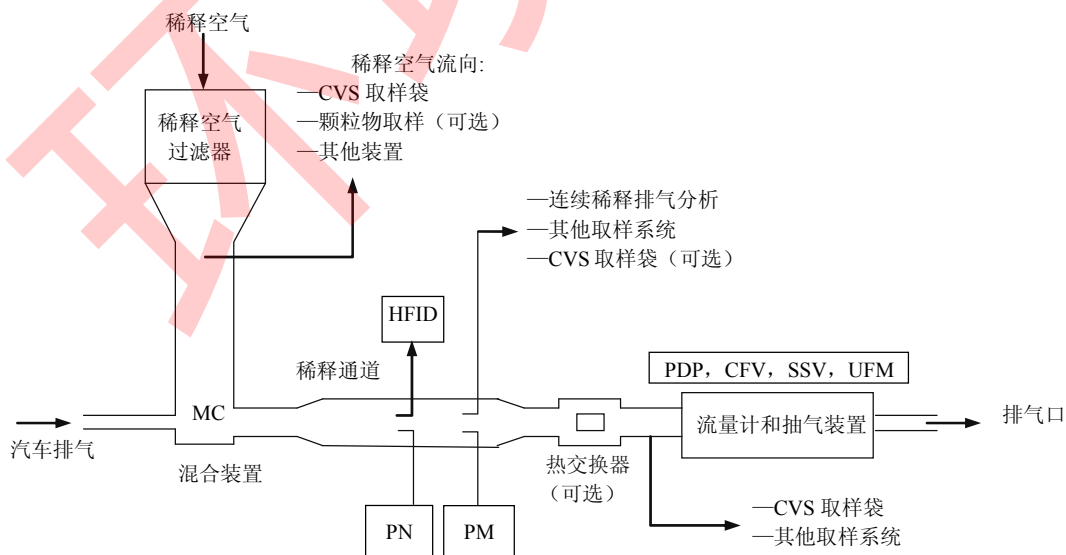 稀释空气
稀释空气流向:
—CVS 取样袋
—颗粒物取样（可选）
—其他装置
稀释空气
过滤器
—连续稀释排气分析
—其他取样系统
—CVS 取样袋（可选）
HFID
稀释通道
PDP，CFV，SSV，UFM
MC
流量计和抽气装置
排气口
汽车排气
混合装置
热交换器
（可选）
PN
PM
—CVS 取样袋
—其他取样系统